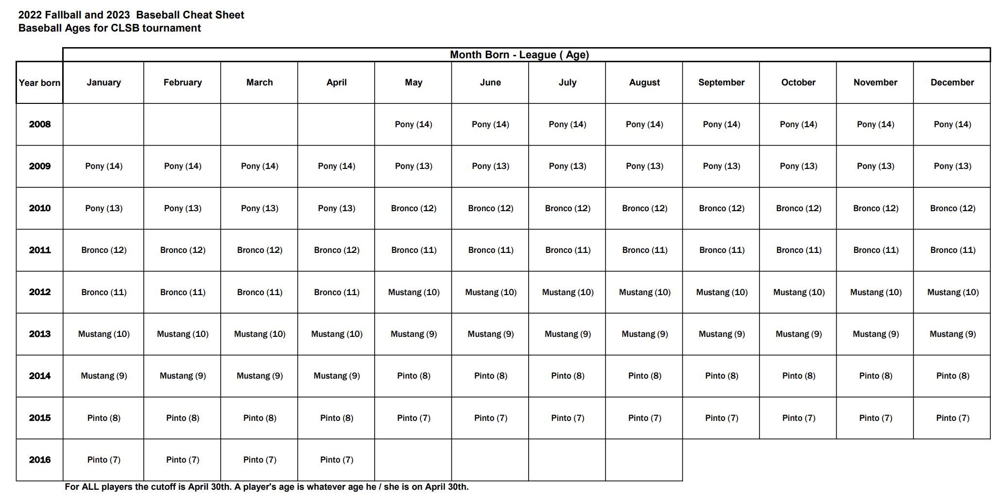 2022 Fallball and 2023  Baseball Cheat Sheet
Baseball Ages for CLSB tournament
Month Born - League ( Age)
Year born January February March April May June July August September October November December
2008 Pony (14) Pony (14) Pony (14) Pony (14) Pony (14) Pony (14) Pony (14) Pony (14)
2009 Pony (14) Pony (14) Pony (14) Pony (14) Pony (13) Pony (13) Pony (13) Pony (13) Pony (13) Pony (13) Pony (13) Pony (13)
2010 Pony (13) Pony (13) Pony (13) Pony (13) Bronco (12) Bronco (12) Bronco (12) Bronco (12) Bronco (12) Bronco (12) Bronco (12) Bronco (12)
2011 Bronco (12) Bronco (12) Bronco (12) Bronco (12) Bronco (11) Bronco (11) Bronco (11) Bronco (11) Bronco (11) Bronco (11) Bronco (11) Bronco (11)
2012 Bronco (11) Bronco (11) Bronco (11) Bronco (11) Mustang (10) Mustang (10) Mustang (10) Mustang (10) Mustang (10) Mustang (10) Mustang (10) Mustang (10)
2013 Mustang (10) Mustang (10) Mustang (10) Mustang (10) Mustang (9) Mustang (9) Mustang (9) Mustang (9) Mustang (9) Mustang (9) Mustang (9) Mustang (9)
2014 Mustang (9) Mustang (9) Mustang (9) Mustang (9) Pinto (8) Pinto (8) Pinto (8) Pinto (8) Pinto (8) Pinto (8) Pinto (8) Pinto (8)
2015 Pinto (8) Pinto (8) Pinto (8) Pinto (8) Pinto (7) Pinto (7) Pinto (7) Pinto (7) Pinto (7) Pinto (7) Pinto (7) Pinto (7)
2016 Pinto (7) Pinto (7) Pinto (7) Pinto (7)
For ALL players the cutoff is April 30th. A player's age is whatever age he / she is on April 30th.